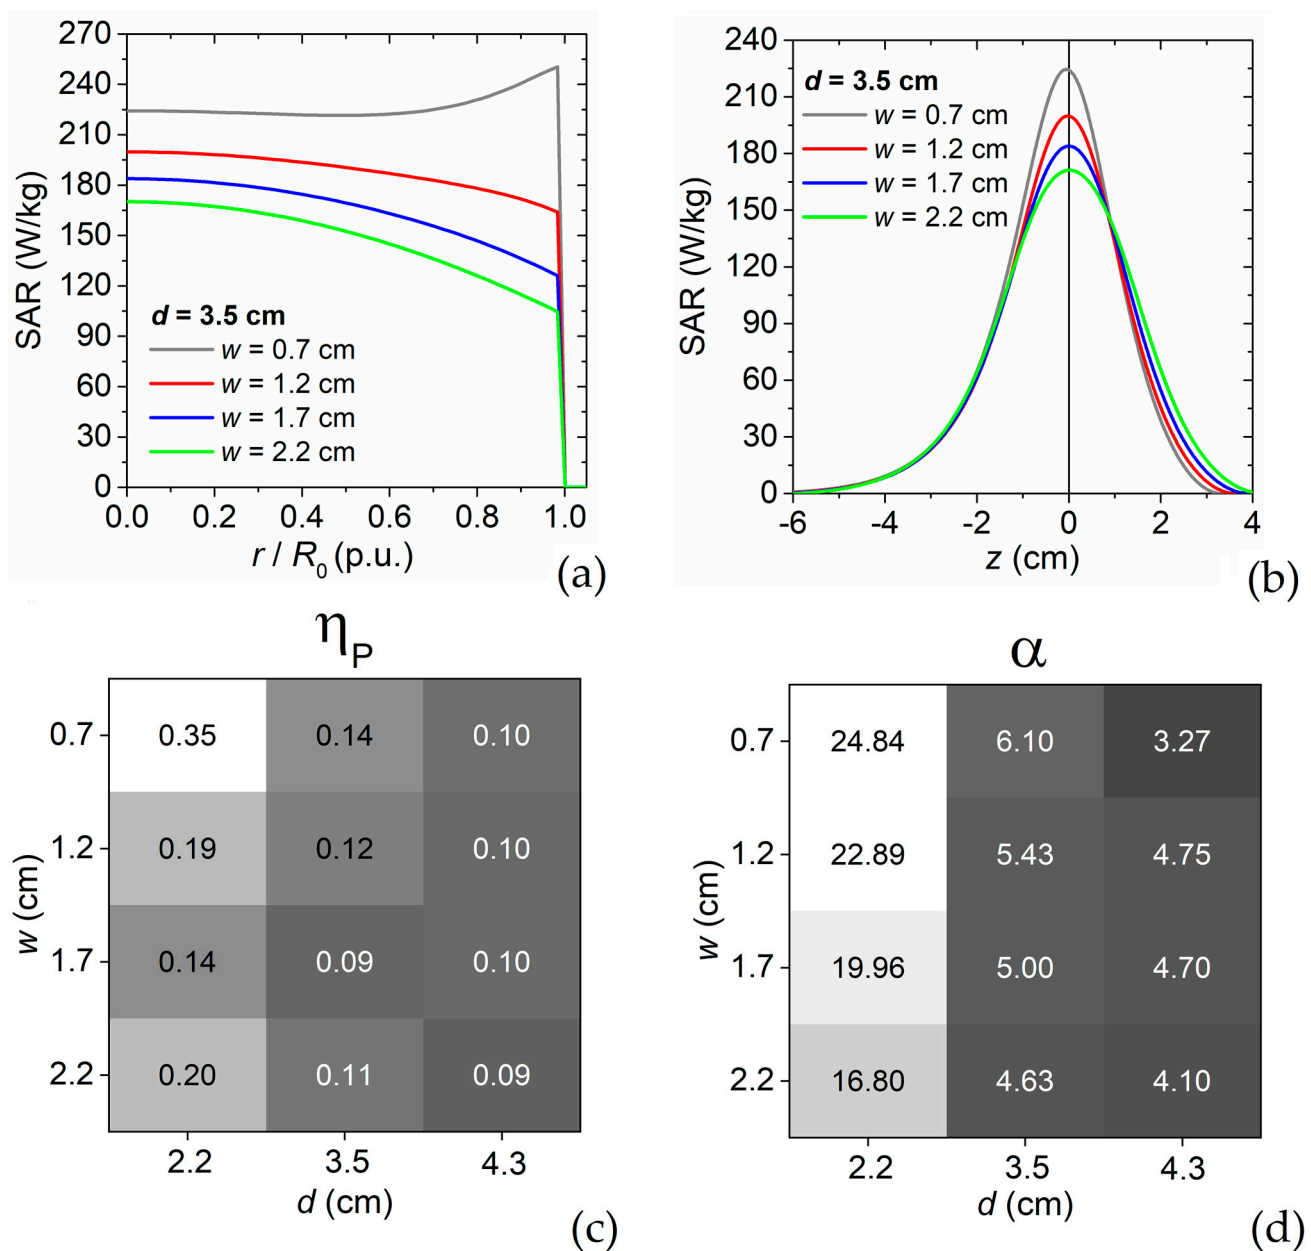 270
240
210
180
150
120
90
60
30
0
SAR (W/kg)
d = 3.5 cm
w = 0.7 cm
w = 1.2 cm
w = 1.7 cm
w = 2.2 cm
0.0 0.2 0.4 0.6 0.8 1.0
r / R0 (p.u.)
(a)
240
210
180
150
120
90
60
30
0
SAR (W/kg)
d = 3.5 cm
w = 0.7 cm
w = 1.2 cm
w = 1.7 cm
w = 2.2 cm
-6 -4 -2 0 2 4
z (cm)
(b)
ηP
w (cm)
0.7 0.35 0.14 0.10
1.2 0.19 0.12 0.10
1.7 0.14 0.09 0.10
2.2 0.20 0.11 0.09
2.2 3.5 4.3
d (cm)
(c)
α
w (cm)
0.7 24.84 6.10 3.27
1.2 22.89 5.43 4.75
1.7 19.96 5.00 4.70
2.2 16.80 4.63 4.10
2.2 3.5 4.3
d (cm)
(d)